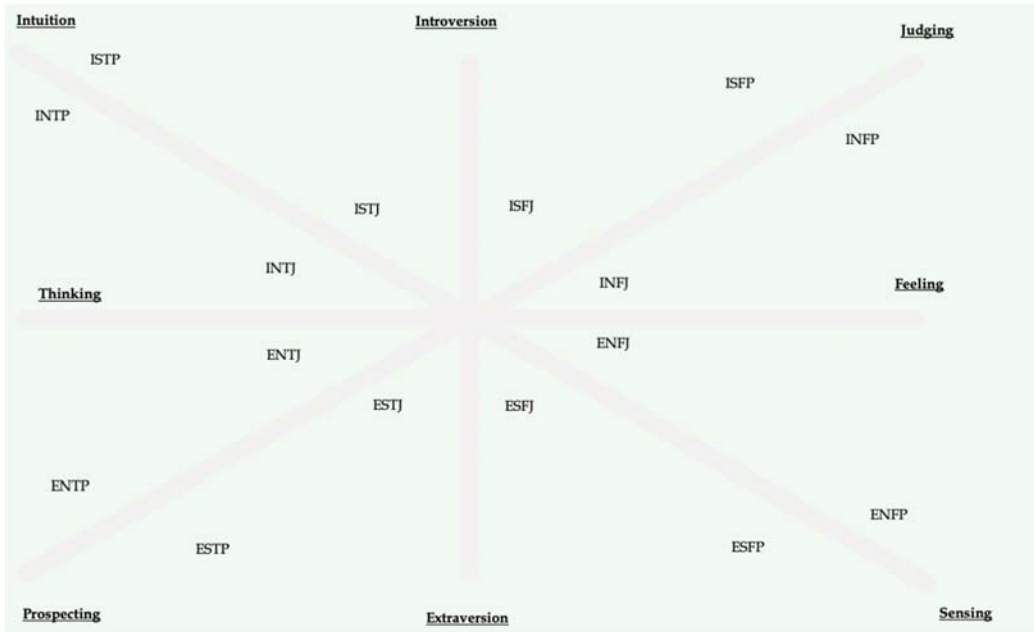 Intuition
Introversion
Judging
ISTP
ISFP
INTP
INFP
ISTJ
ISFJ
INTJ
INFJ
Thinking
Feeling
ENTJ
ENFJ
ESTJ
ESFJ
ENTP
ENFP
ESTP
ESFP
Prospecting
Extraversion
Sensing